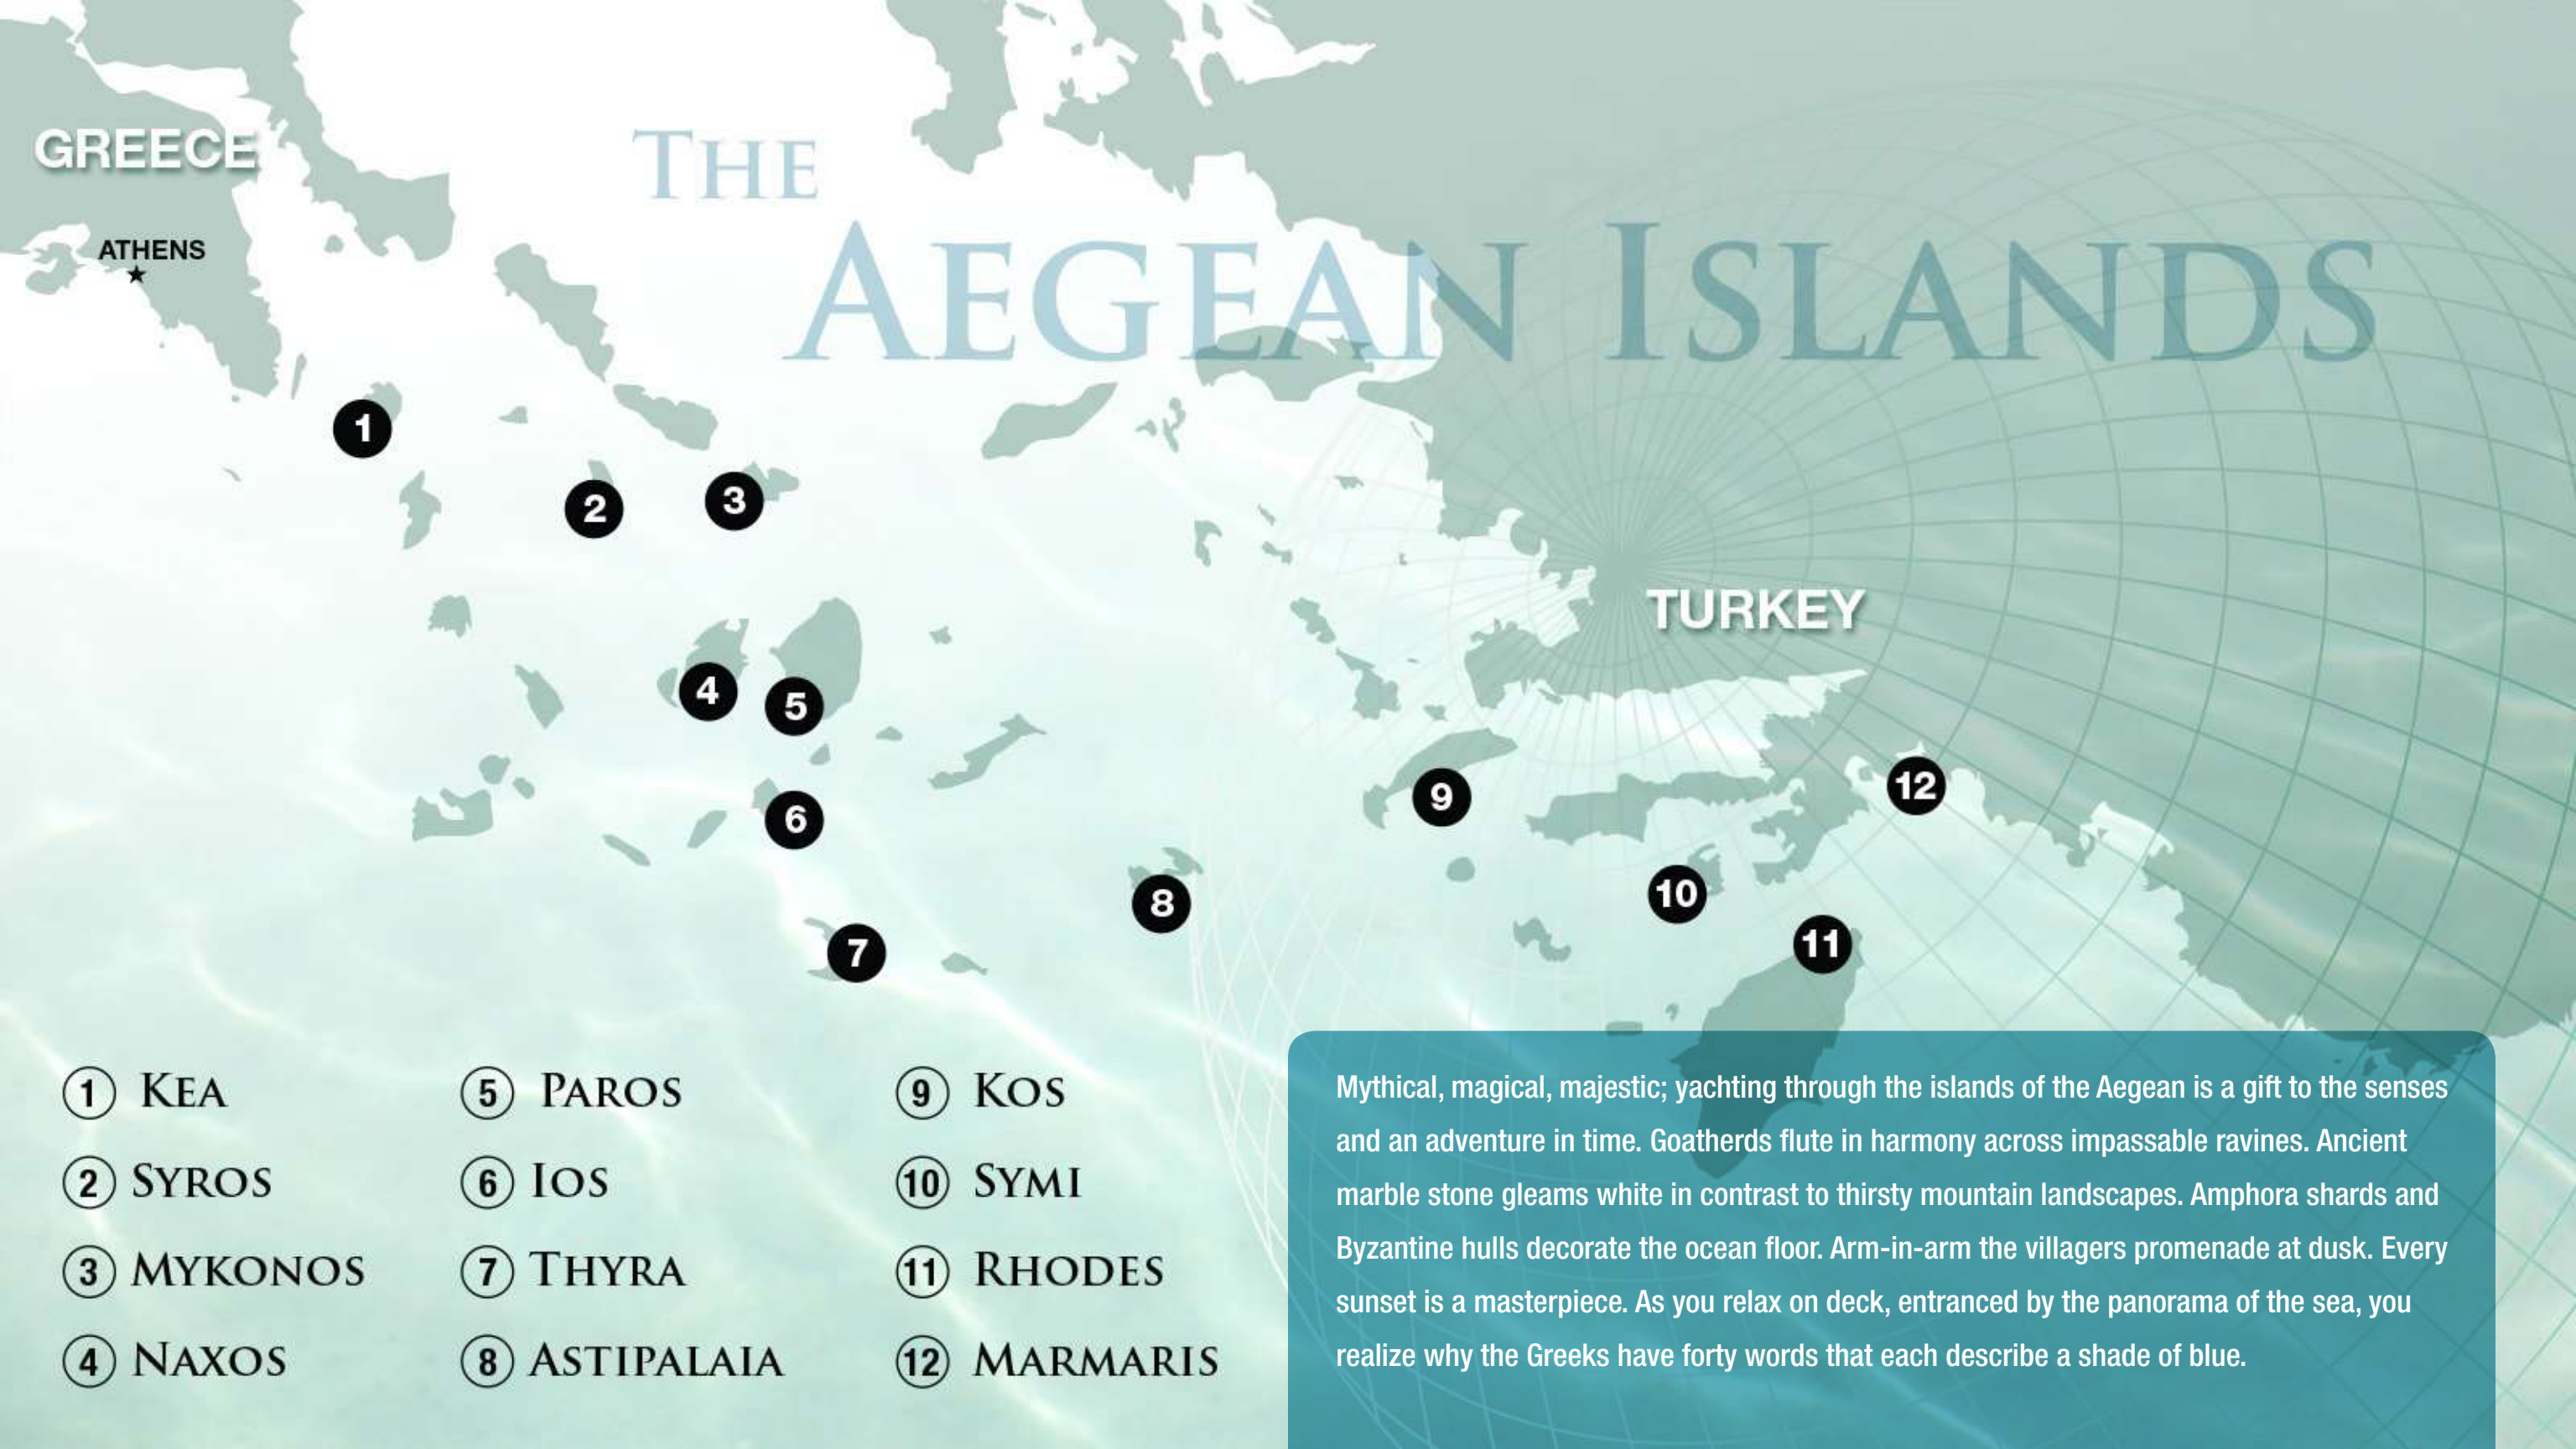 GREECE
ATHENS
THE
AEGEAN ISLANDS
TURKEY
1
2
3
4
5
6
7
8
9
10
11
12
1 KEA
2 SYROS
3 MYKONOS
4 NAXOS
5 PAROS
6 IOS
7 THYRA
8 ASTIPALAIA
9 KOS
10 SYMI
11 RHODES
12 MARMARIS
Mythical, magical, majestic; yachting through the islands of the Aegean is a gift to the senses
and an adventure in time. Goatherds flute in harmony across impassable ravines. Ancient
marble stone gleams white in contrast to thirsty mountain landscapes. Amphora shards and
Byzantine hulls decorate the ocean floor. Arm-in-arm the villagers promenade at dusk. Every
sunset is a masterpiece. As you relax on deck, entranced by the panorama of the sea, you
realize why the Greeks have forty words that each describe a shade of blue.